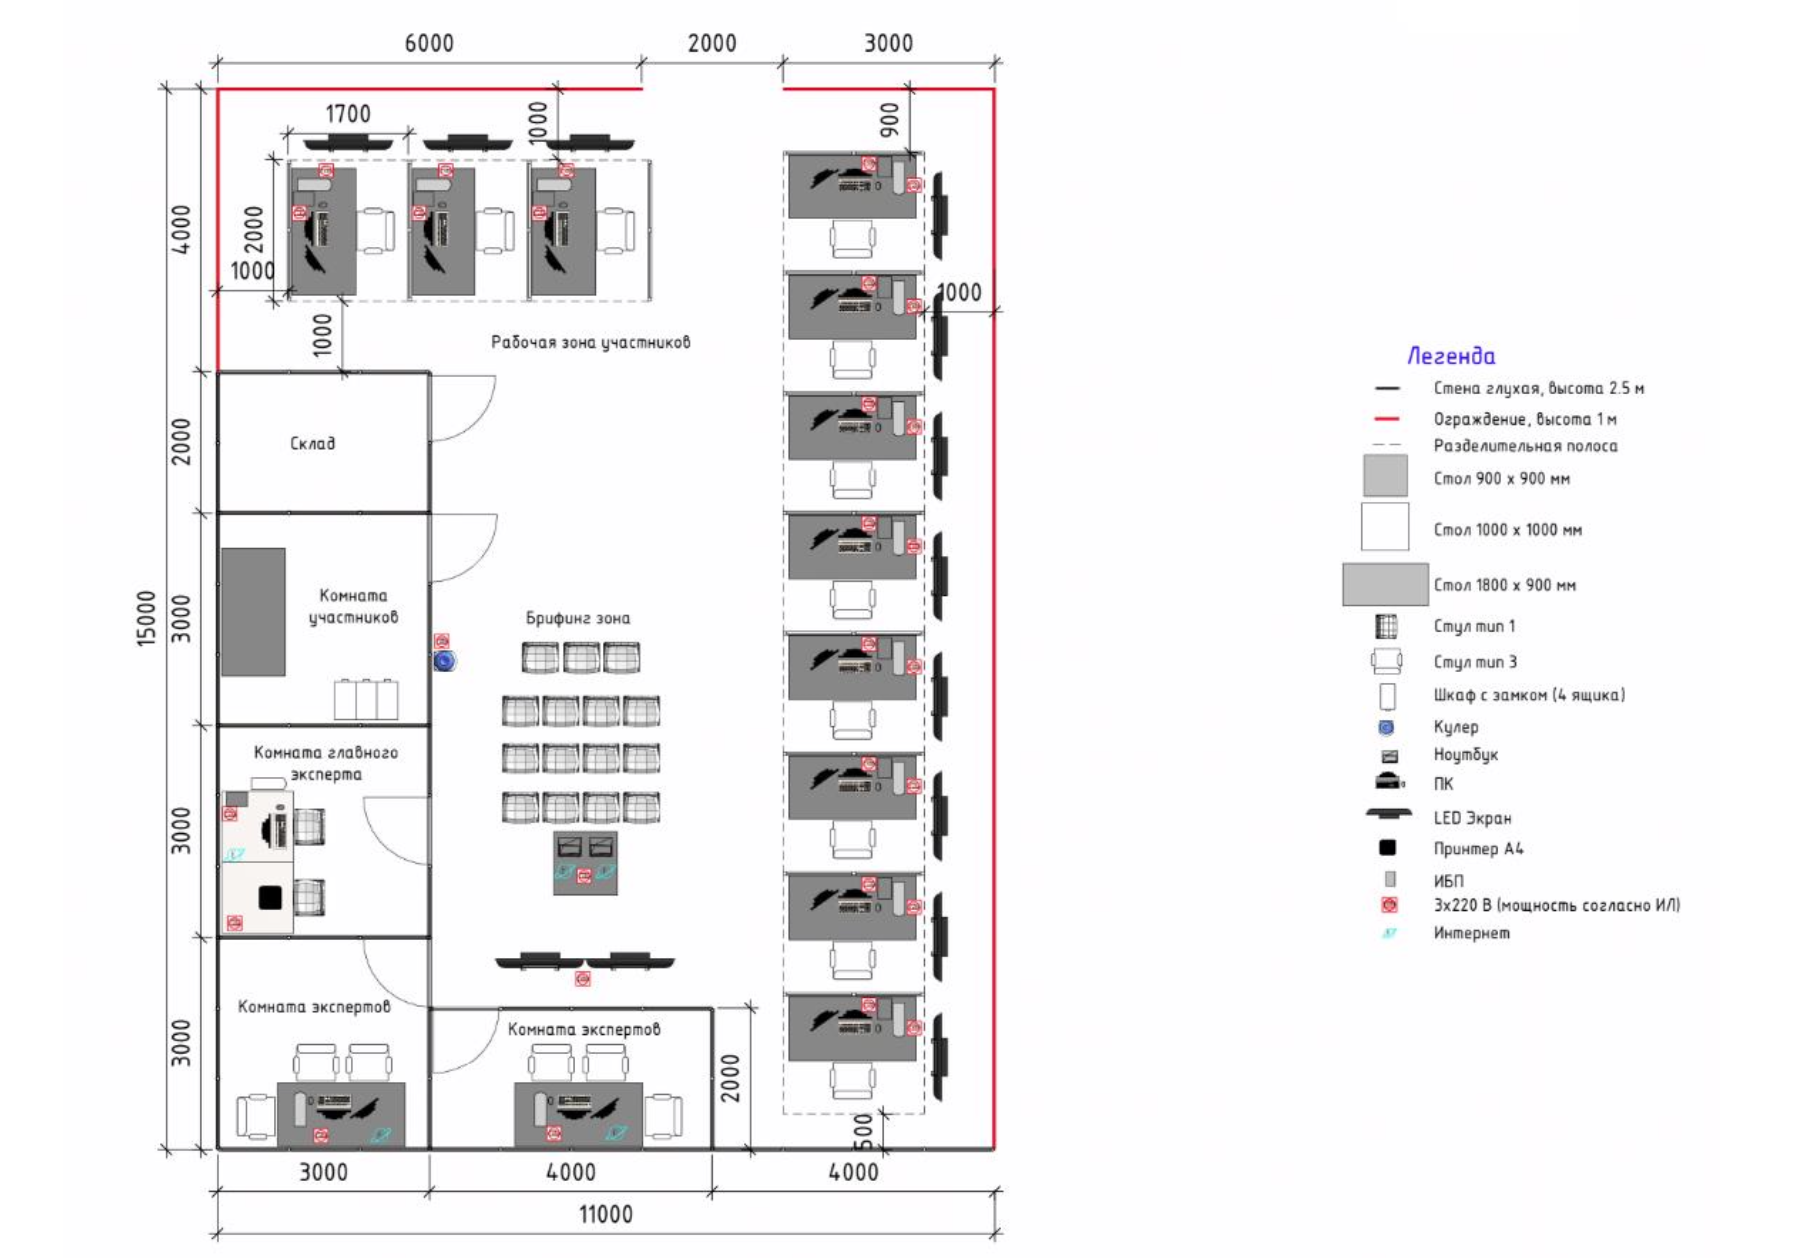 6000
2000
3000
1700
1000
900
4000
2000
1000
1000
1000
Рабочая зона участников
2000
Склад
15000
3000
Комната
участников
Брифинг зона
Комната главного
эксперта
3000
3000
Комната экспертов
Комната экспертов
2000
500
3000
4000
4000
11000
Легенда
Стена глухая, высота 2.5 м
Ограждение, высота 1 м
Разделительная полоса
Стол 900 х 900 мм
Стол 1000 х 1000 мм
Стол 1800 х 900 мм
Стул тип 1
Стул тип 3
Шкаф с замком (4 ящика)
Кулер
Ноутбук
ПК
LED Экран
Принтер А4
ИБП
3х220 В (мощность согласно ИЛ)
Интернет